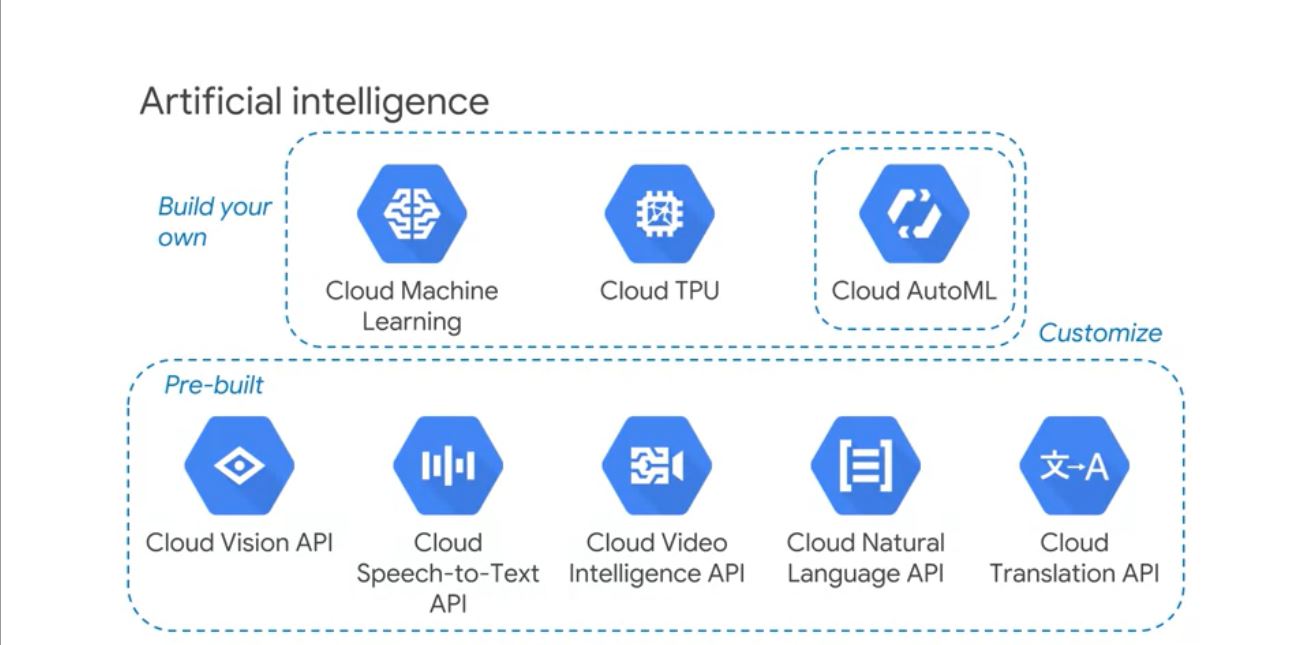 Artificial intelligence
Build your
own
Cloud Machine
Learning
Cloud TPU
Cloud AutoML
Customize
Pre-built
Cloud Vision API
Cloud
Speech-to-Text
API
Cloud Video
Intelligence API
Cloud Natural
Language API
文→A
Cloud
Translation API